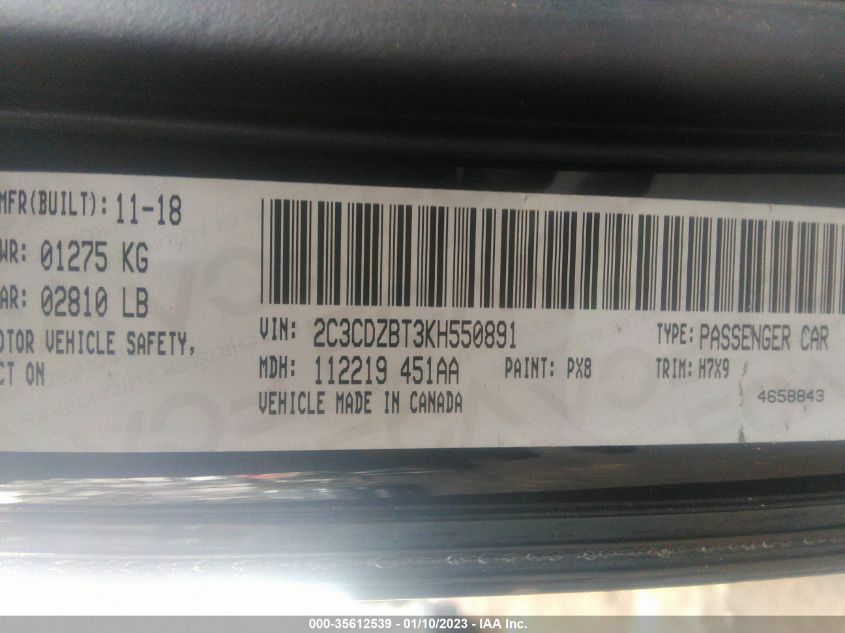 MFR(BUILT): 11-18
WR: 01275 KG
AR: 02810 LB
OTOR VEHICLE SAFETY,
CT ON
VIN: 2C3CDZBT3KH550891
TYPE: PASSENGER CAR
MDH: 112219 451AA
PAINT: PX8
TRIM: H7X9
VEHICLE MADE IN CANADA
4658843
000-35612539 - 01/10/2023 - © IAA Inc.